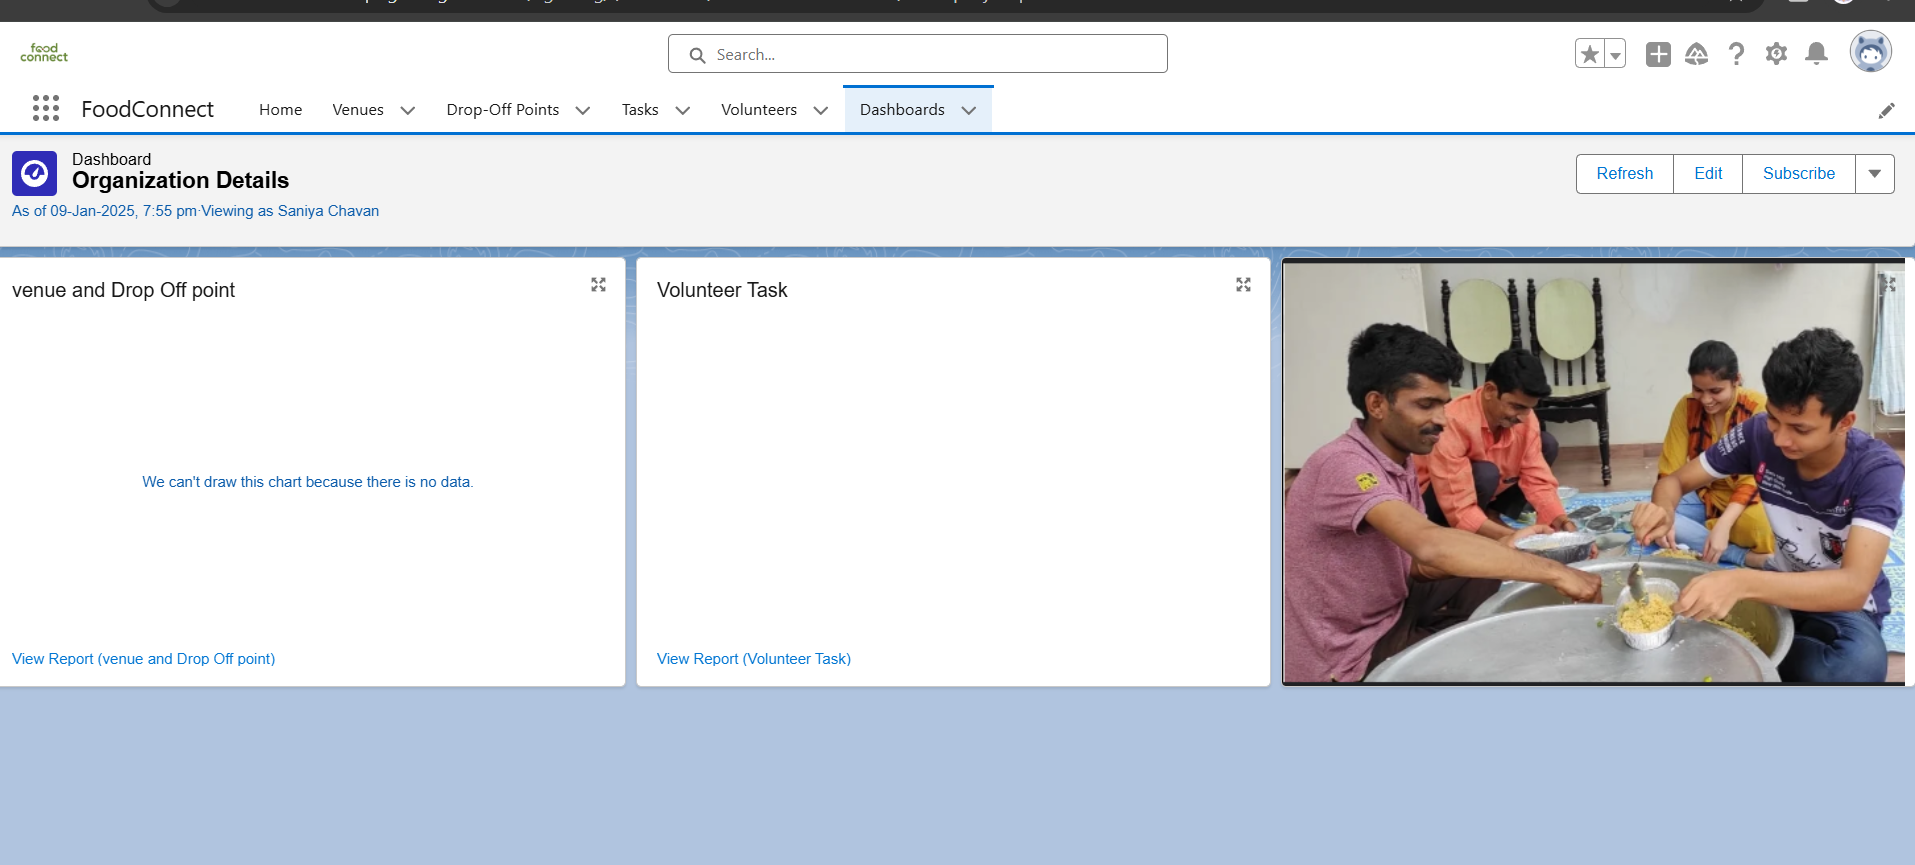 food
connect
Search...
FoodConnect
Home
Venues
Drop-Off Points
Tasks
Volunteers
Dashboards
Dashboard
Organization Details
As of 09-Jan-2025, 7:55 pm·Viewing as Saniya Chavan
Refresh
Edit
Subscribe
venue and Drop Off point
We can't draw this chart because there is no data.
View Report (venue and Drop Off point)
Volunteer Task
View Report (Volunteer Task)